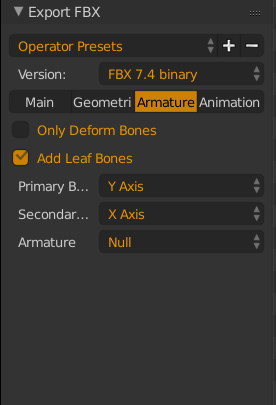 Export FBX
Operator Presets
Version: FBX 7.4 binary
Main Geometri Armature Animation
Only Deform Bones
Add Leaf Bones
Primary B... Y Axis
Secondar... X Axis
Armature Null